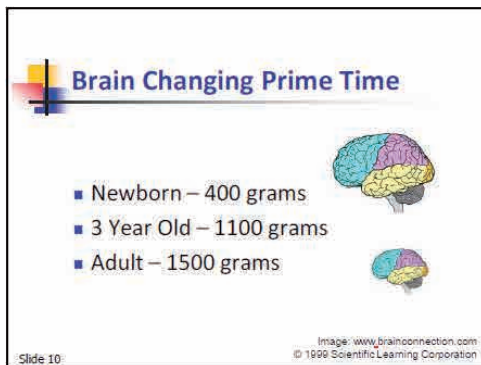 Brain Changing Prime Time
Newborn – 400 grams
3 Year Old – 1100 grams
Adult – 1500 grams
Image: www.brainconnection.com
© 1999 Scientific Learning Corporation
Slide 10